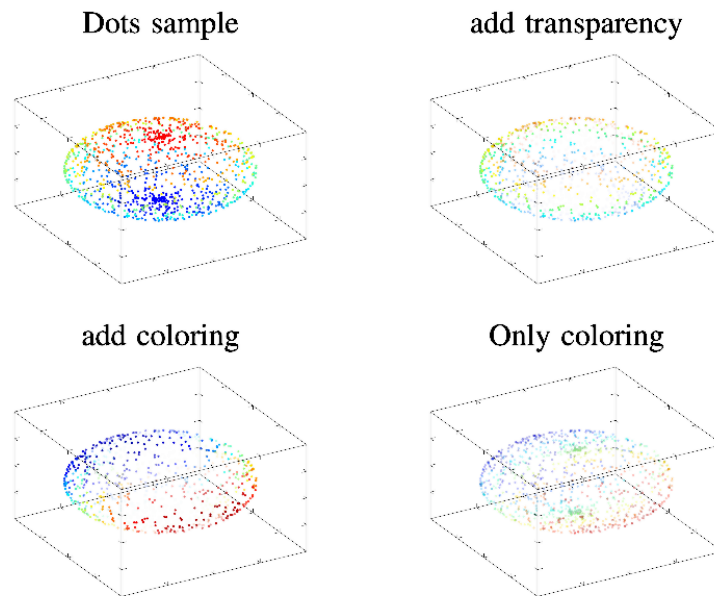 Dots sample
add transparency
add coloring
Only coloring